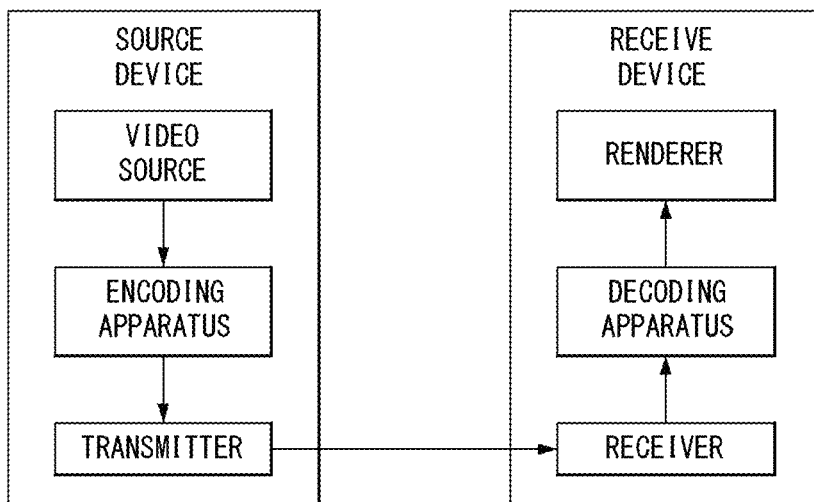 SOURCE
DEVICE
VIDEO
SOURCE
ENCODING
APPARATUS
TRANSMITTER
RECEIVE
DEVICE
RENDERER
DECODING
APPARATUS
RECEIVER